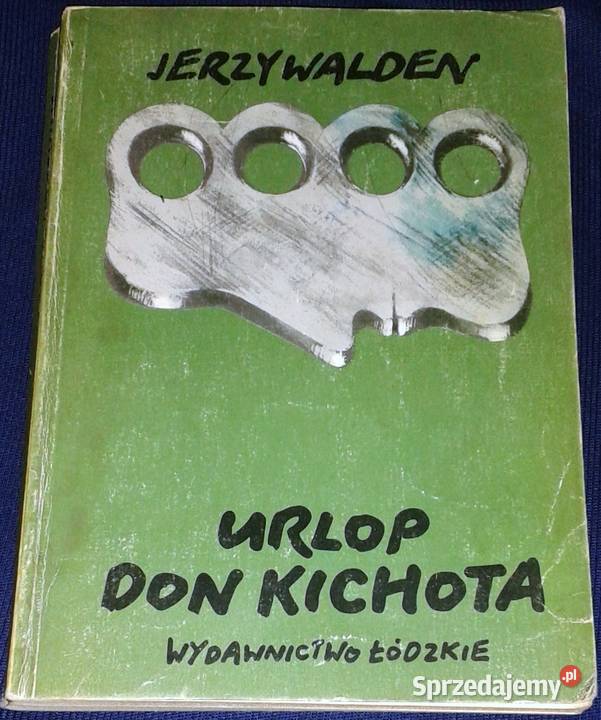 JERZY WALDEN
URLOP
DON KICHOTA
WYDAWNICTWO ŁÓDZKIE
Sprzedajemy.pl